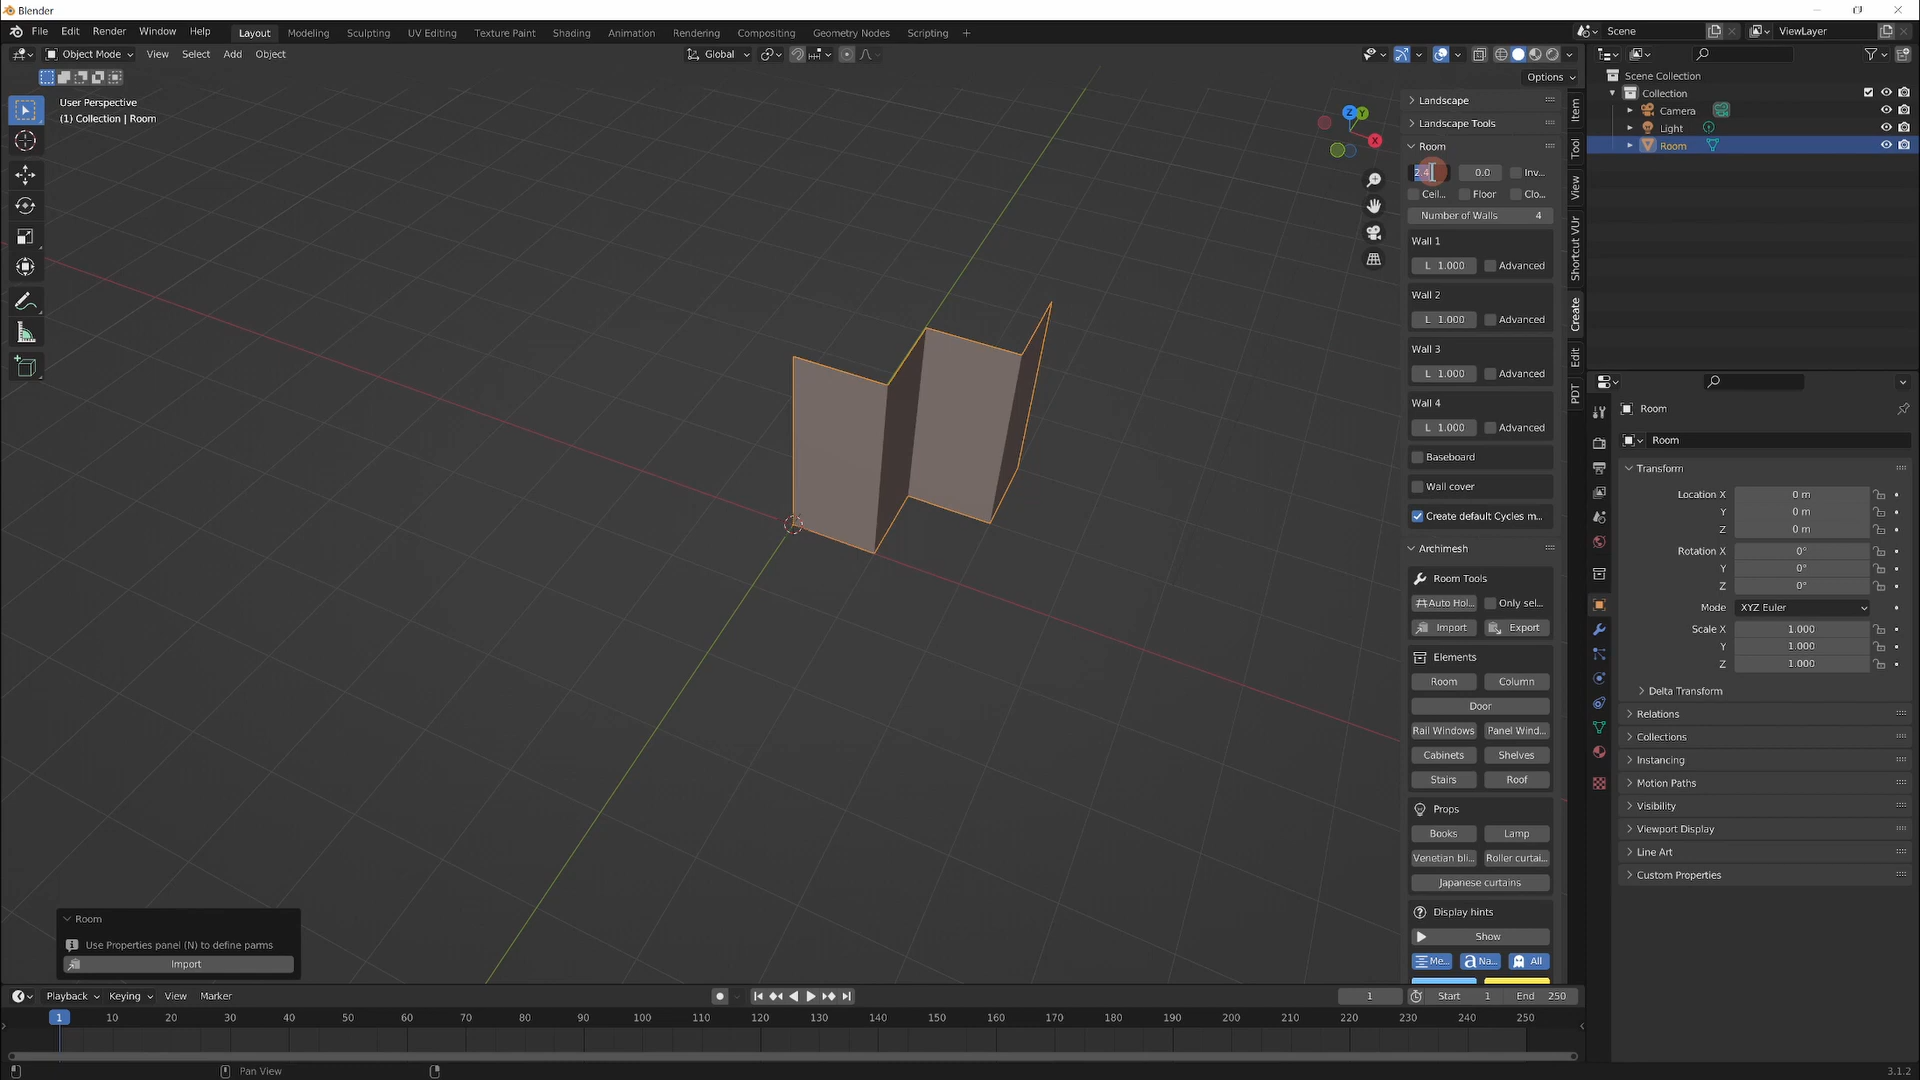 Blender
File Edit Render Window Help Layout Modeling Sculpting UV Editing Texture Paint Shading Animation Rendering Compositing Geometry Nodes Scripting + Scene ViewLayer
Object Mode View Select Add Object Global
Options
User Perspective
(1) Collection | Room
Z Y
X
Landscape
Landscape Tools
Room
2.4 0.0 Inv...
Ceil... Floor Clo...
Number of Walls 4
Wall 1
L 1.000 Advanced
Wall 2
L 1.000 Advanced
Wall 3
L 1.000 Advanced
Wall 4
L 1.000 Advanced
Baseboard
Wall cover
Create default Cycles m...
Archimesh
Room Tools
Auto Hol... Only sel...
Import Export
Elements
Room Column
Door
Rail Windows Panel Wind...
Cabinets Shelves
Stairs Roof
Props
Books Lamp
Venetian bli... Roller curtai...
Japanese curtains
Display hints
Show
Me... Na... All
Item
Tool
View
Shortcut VUr
Create
Edit
PDT
Scene Collection
Collection
Camera
Light
Room
Room
Room
Transform
Location X 0 m
Y 0 m
Z 0 m
Rotation X 0°
Y 0°
Z 0°
Mode XYZ Euler
Scale X 1.000
Y 1.000
Z 1.000
Delta Transform
Relations
Collections
Instancing
Motion Paths
Visibility
Viewport Display
Line Art
Custom Properties
Room
Use Properties panel (N) to define parms
Import
Playback Keying View Marker 1 Start 1 End 250
1 10 20 30 40 50 60 70 80 90 100 110 120 130 140 150 160 170 180 190 200 210 220 230 240 250
Pan View 3.1.2